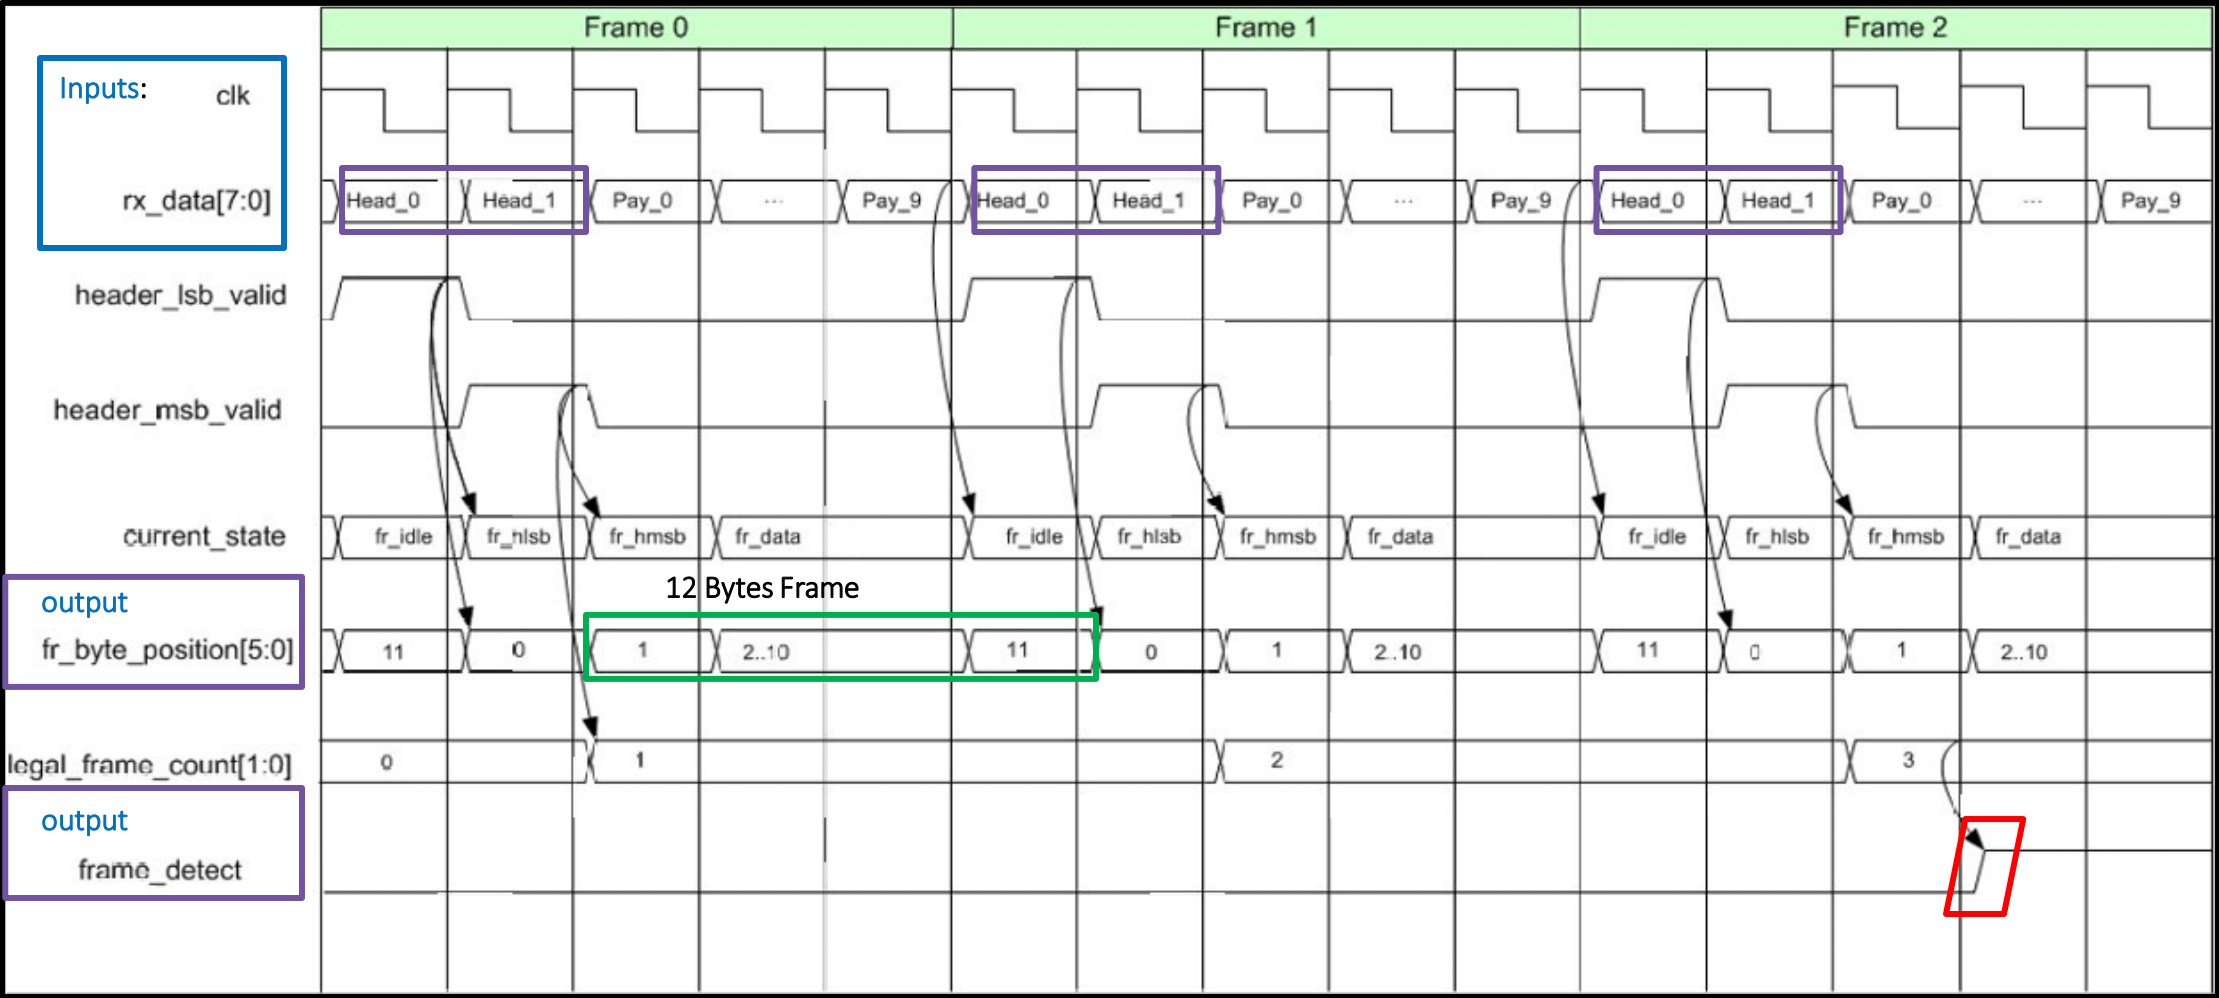 Frame 0 Frame 1 Frame 2
Inputs: clk
rx_data[7:0] Head_0 Head_1 Pay_0 ... Pay_9 Head_0 Head_1 Pay_0 ... Pay_9 Head_0 Head_1 Pay_0 ... Pay_9
header_lsb_valid
header_msb_valid
current_state fr_idle fr_hlsb fr_hmsb fr_data fr_idle fr_hlsb fr_hmsb fr_data fr_idle fr_hlsb fr_hmsb fr_data
12 Bytes Frame
output
fr_byte_position[5:0] 11 0 1 2..10 11 0 1 2..10 11 0 1 2..10
legal_frame_count[1:0] 0 1 2 3
output
frame_detect